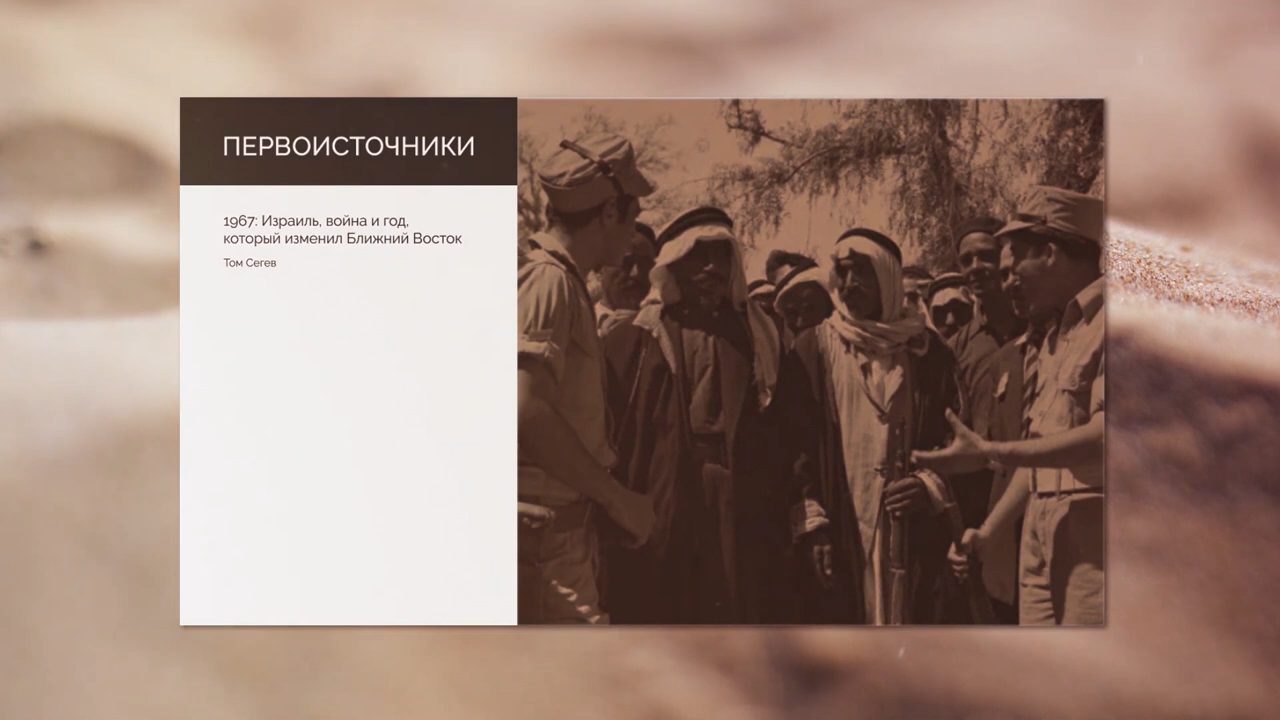 ПЕРВОИСТОЧНИКИ
1967: Израиль, война и год,
который изменил Ближний Восток
Том Сегев